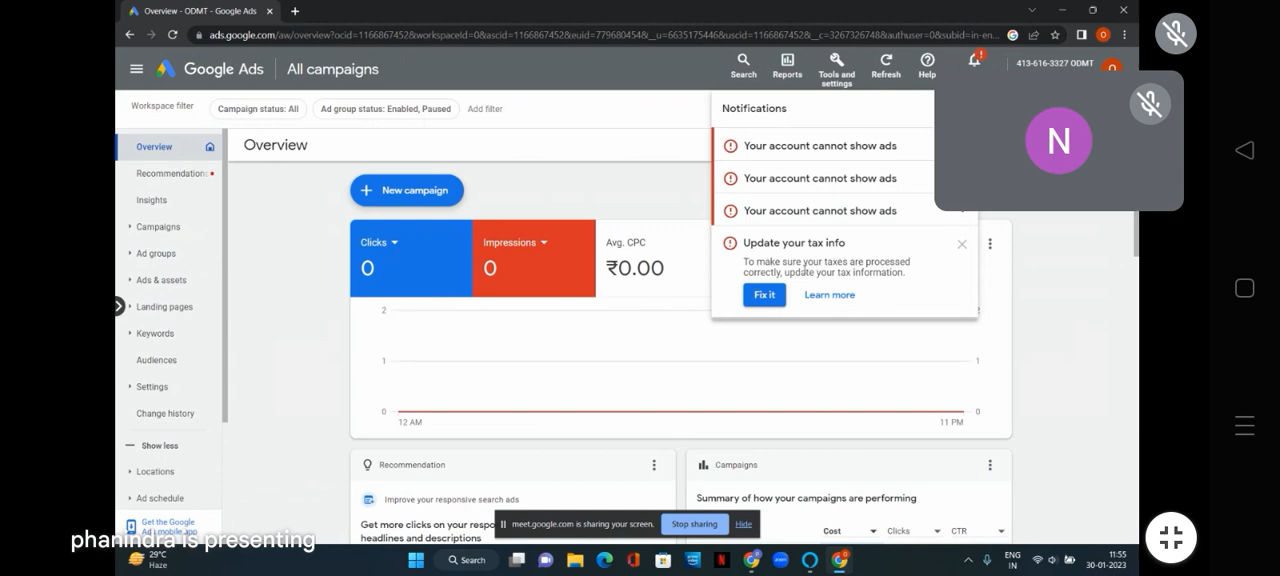 Overview - ODMT - Google Ads
ads.google.com/aw/overview?ocid=1166867452&workspaceId=0&ascid=1166867452&euid=779680454&__u=6635175446&uscid=1166867452&__c=3267326748&authuser=0&subid=in-en...
Google Ads All campaigns
Search Reports Tools and settings Refresh Help
413-616-3327 ODMT
Workspace filter Campaign status: All Ad group status: Enabled, Paused Add filter
Notifications
Your account cannot show ads
Your account cannot show ads
Your account cannot show ads
Update your tax info
To make sure your taxes are processed
correctly, update your tax information.
Fix it Learn more
N
Overview
Recommendations
Insights
Campaigns
Ad groups
Ads & assets
Landing pages
Keywords
Audiences
Settings
Change history
Show less
Locations
Ad schedule
Get the Google
Ads mobile app
Overview
New campaign
Clicks Impressions Avg. CPC
0 0 ₹0.00
2
1 1
0 0
12 AM 11 PM
Recommendation
Improve your responsive search ads
Get more clicks on your
headlines and descriptions
Campaigns
Summary of how your campaigns are performing
Cost Clicks CTR
meet.google.com is sharing your screen. Stop sharing Hide
phanindra is presenting
29°C
Haze
Search
ENG
IN
11:55
30-01-2023